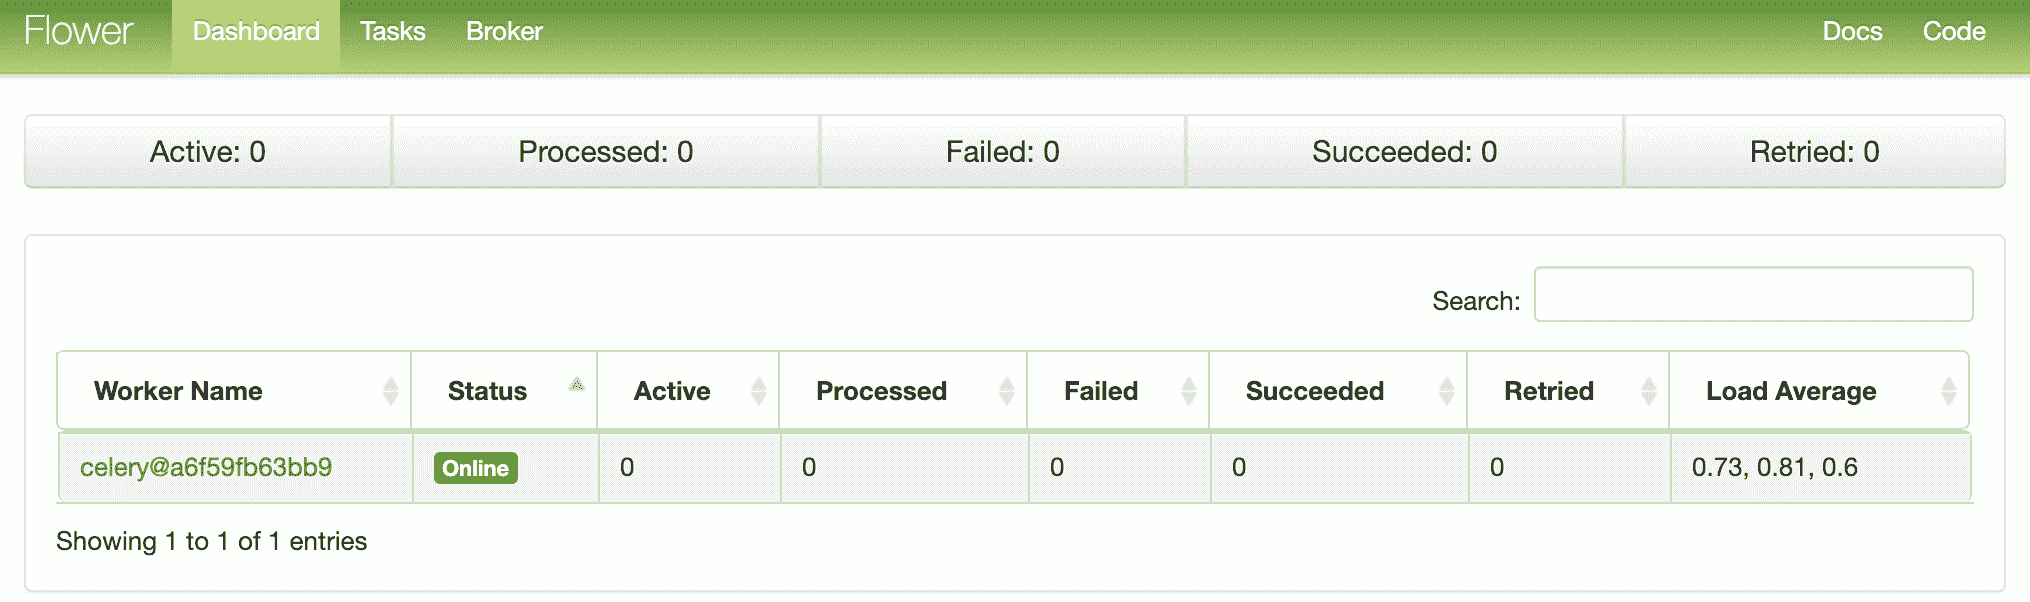 Flower Dashboard Tasks Broker Docs Code
Active: 0 Processed: 0 Failed: 0 Succeeded: 0 Retried: 0
Search:
Worker Name Status Active Processed Failed Succeeded Retried Load Average
celery@a6f59fb63bb9 Online 0 0 0 0 0 0.73, 0.81, 0.6
Showing 1 to 1 of 1 entries